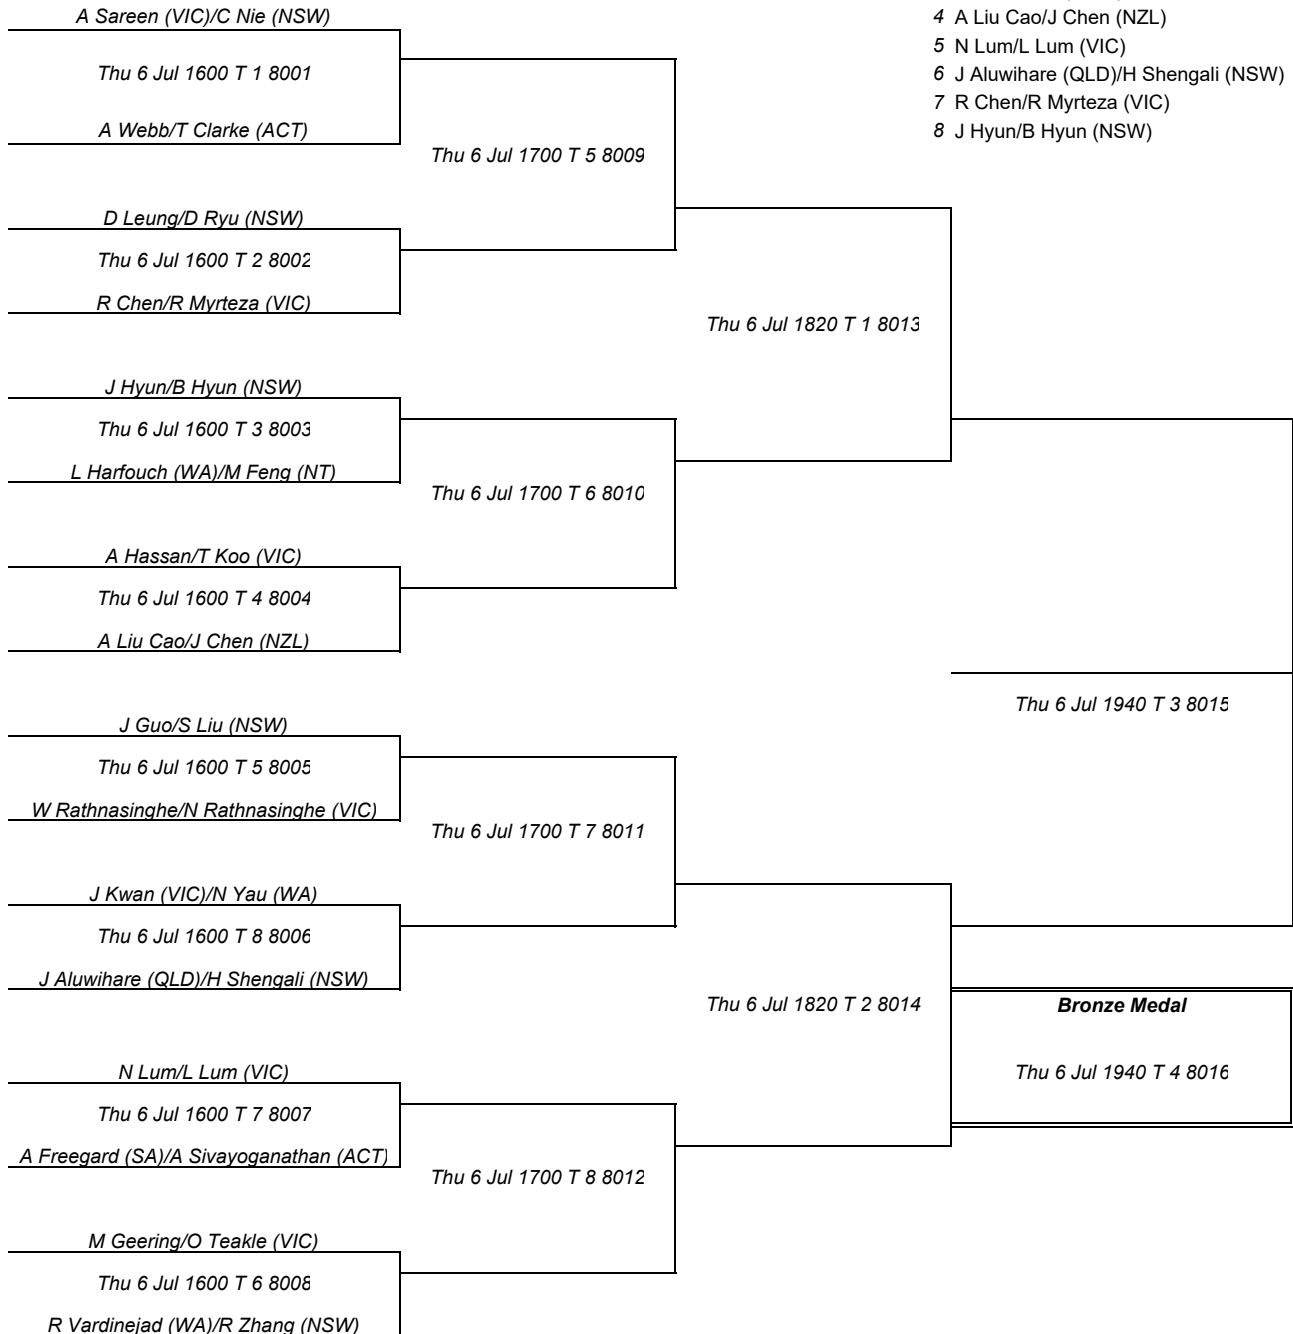 A Sareen (VIC)/C Nie (NSW)
4 A Liu Cao/J Chen (NZL)
5 N Lum/L Lum (VIC)
Thu 6 Jul 1600 T 1 8001
6 J Aluwihare (QLD)/H Shengali (NSW)
7 R Chen/R Myrteza (VIC)
A Webb/T Clarke (ACT)
8 J Hyun/B Hyun (NSW)
Thu 6 Jul 1700 T 5 8009
D Leung/D Ryu (NSW)
Thu 6 Jul 1600 T 2 8002
R Chen/R Myrteza (VIC)
Thu 6 Jul 1820 T 1 8013
J Hyun/B Hyun (NSW)
Thu 6 Jul 1600 T 3 8003
L Harfouch (WA)/M Feng (NT)
Thu 6 Jul 1700 T 6 8010
A Hassan/T Koo (VIC)
Thu 6 Jul 1600 T 4 8004
A Liu Cao/J Chen (NZL)
Thu 6 Jul 1940 T 3 8015
J Guo/S Liu (NSW)
Thu 6 Jul 1600 T 5 8005
W Rathnasinghe/N Rathnasinghe (VIC)
Thu 6 Jul 1700 T 7 8011
J Kwan (VIC)/N Yau (WA)
Thu 6 Jul 1600 T 8 8006
J Aluwihare (QLD)/H Shengali (NSW)
Thu 6 Jul 1820 T 2 8014
Bronze Medal
N Lum/L Lum (VIC)
Thu 6 Jul 1940 T 4 8016
Thu 6 Jul 1600 T 7 8007
A Freegard (SA)/A Sivayoganathan (ACT)
Thu 6 Jul 1700 T 8 8012
M Geering/O Teakle (VIC)
Thu 6 Jul 1600 T 6 8008
R Vardinejad (WA)/R Zhang (NSW)